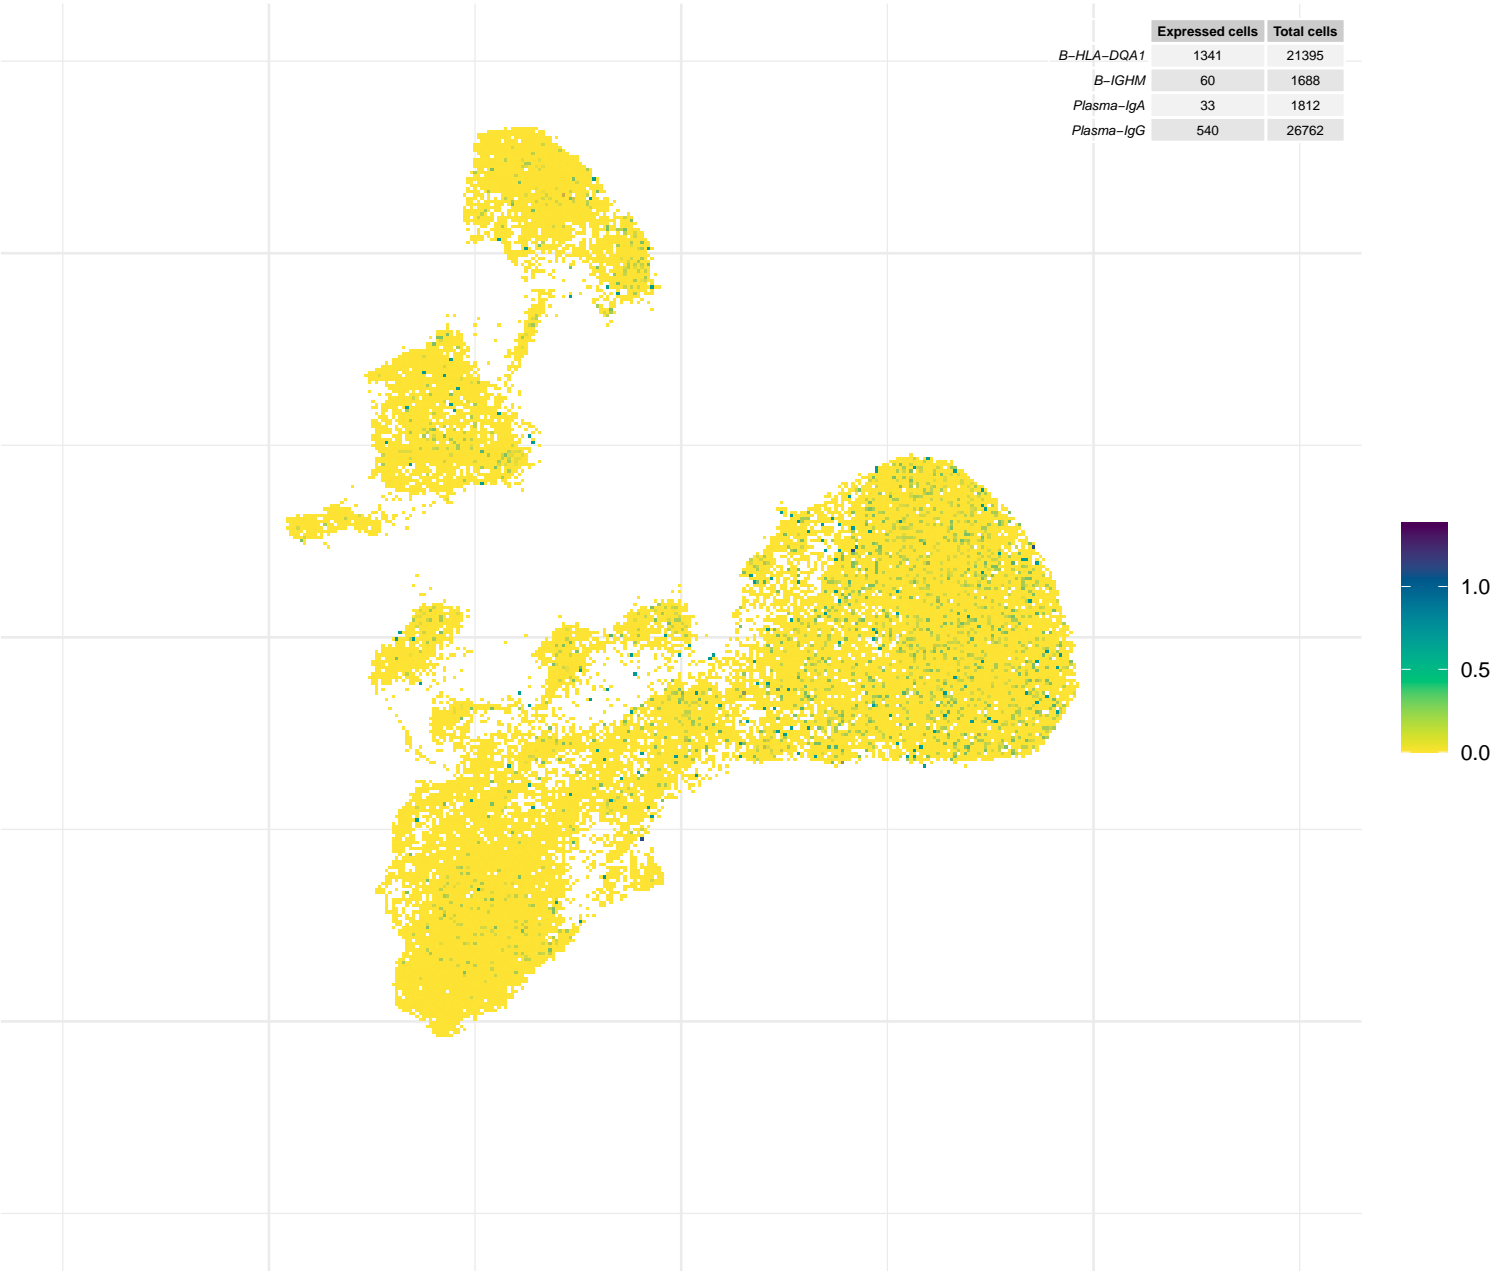 Expressed cells Total cells
B−HLA−DQA1 1341 21395
B−IGHM 60 1688
Plasma−IgA 33 1812
Plasma−IgG 540 26762
1.0
0.5
0.0